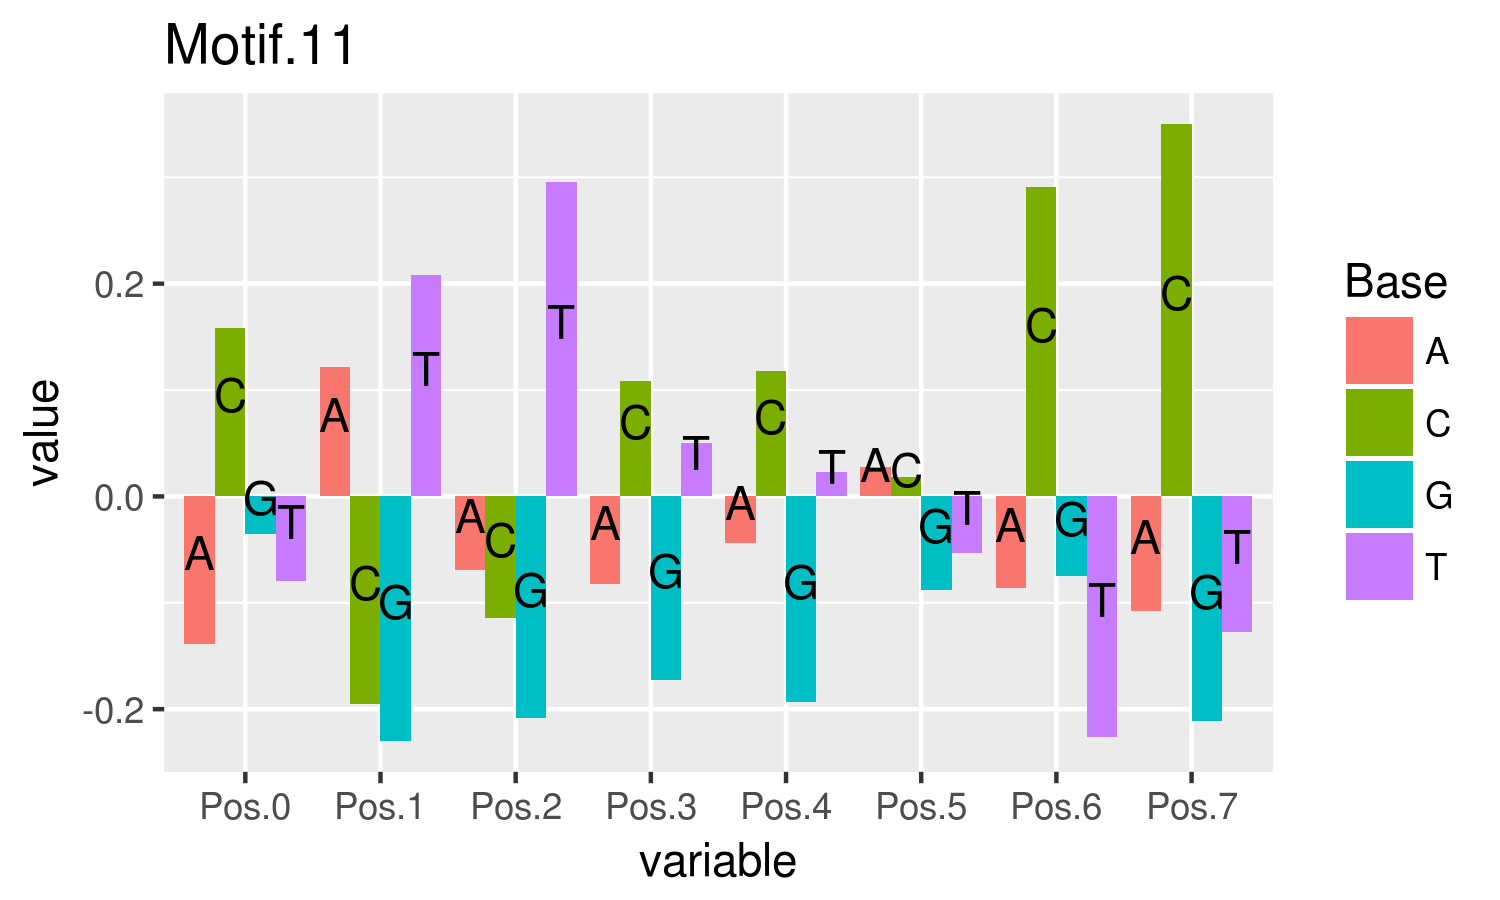 Motif.11
value
0.2
0.0
-0.2
A C G T
A C G T
A C G T
A C G T
A C G T
A C G T
A C G T
A C G T
Pos.0 Pos.1 Pos.2 Pos.3 Pos.4 Pos.5 Pos.6 Pos.7
variable
Base
A
C
G
T